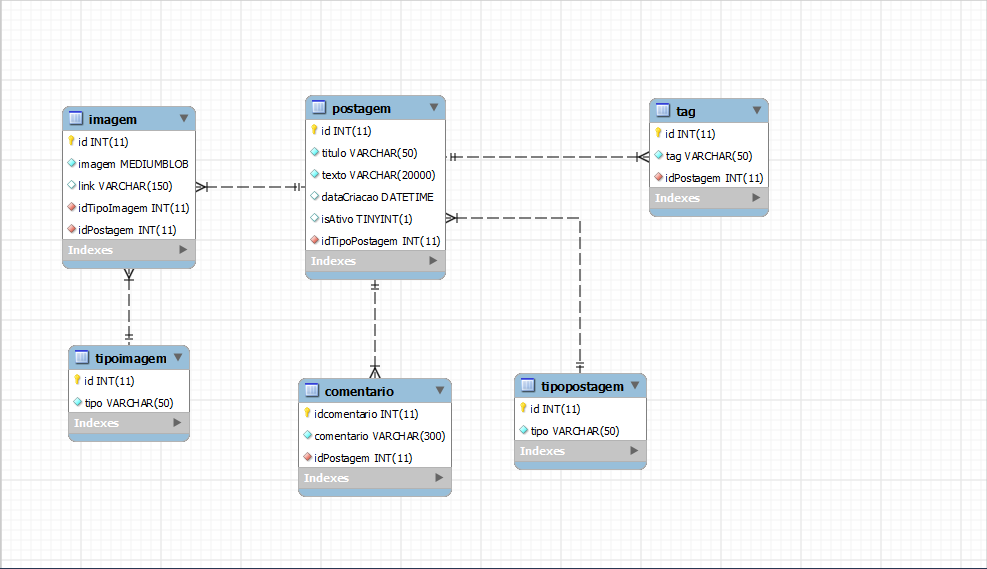 imagem
id INT(11)
imagem MEDIUMBLOB
link VARCHAR(150)
idTipoImagem INT(11)
idPostagem INT(11)
Indexes
postagem
id INT(11)
titulo VARCHAR(50)
texto VARCHAR(20000)
dataCriacao DATETIME
isAtivo TINYINT(1)
idTipoPostagem INT(11)
Indexes
tag
id INT(11)
tag VARCHAR(50)
idPostagem INT(11)
Indexes
tipoimagem
id INT(11)
tipo VARCHAR(50)
Indexes
comentario
idcomentario INT(11)
comentario VARCHAR(300)
idPostagem INT(11)
Indexes
tipopostagem
id INT(11)
tipo VARCHAR(50)
Indexes